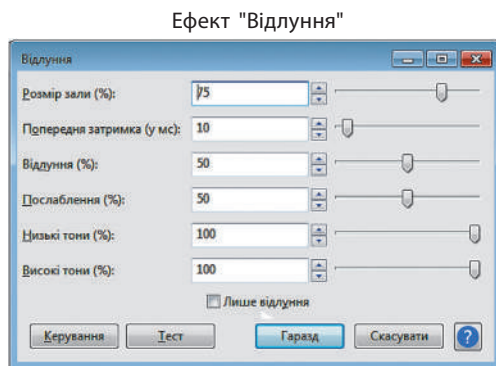 Ефект "Відлуння"
Відлуння
Розмір зали (%): 75
Попередня затримка (у мс): 10
Відлуння (%): 50
Послаблення (%): 50
Низькі тони (%): 100
Високі тони (%): 100
Лише відлуння
Керування Тест Гаразд Скасувати ?